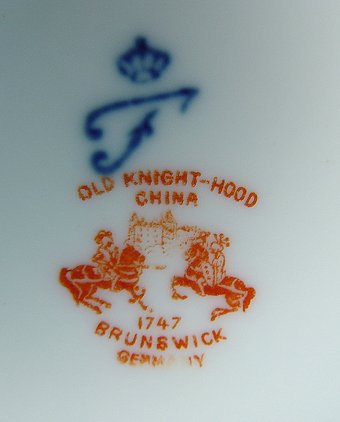 F
OLD KNIGHT-HOOD
CHINA
1747
BRUNSWICK
GERMANY